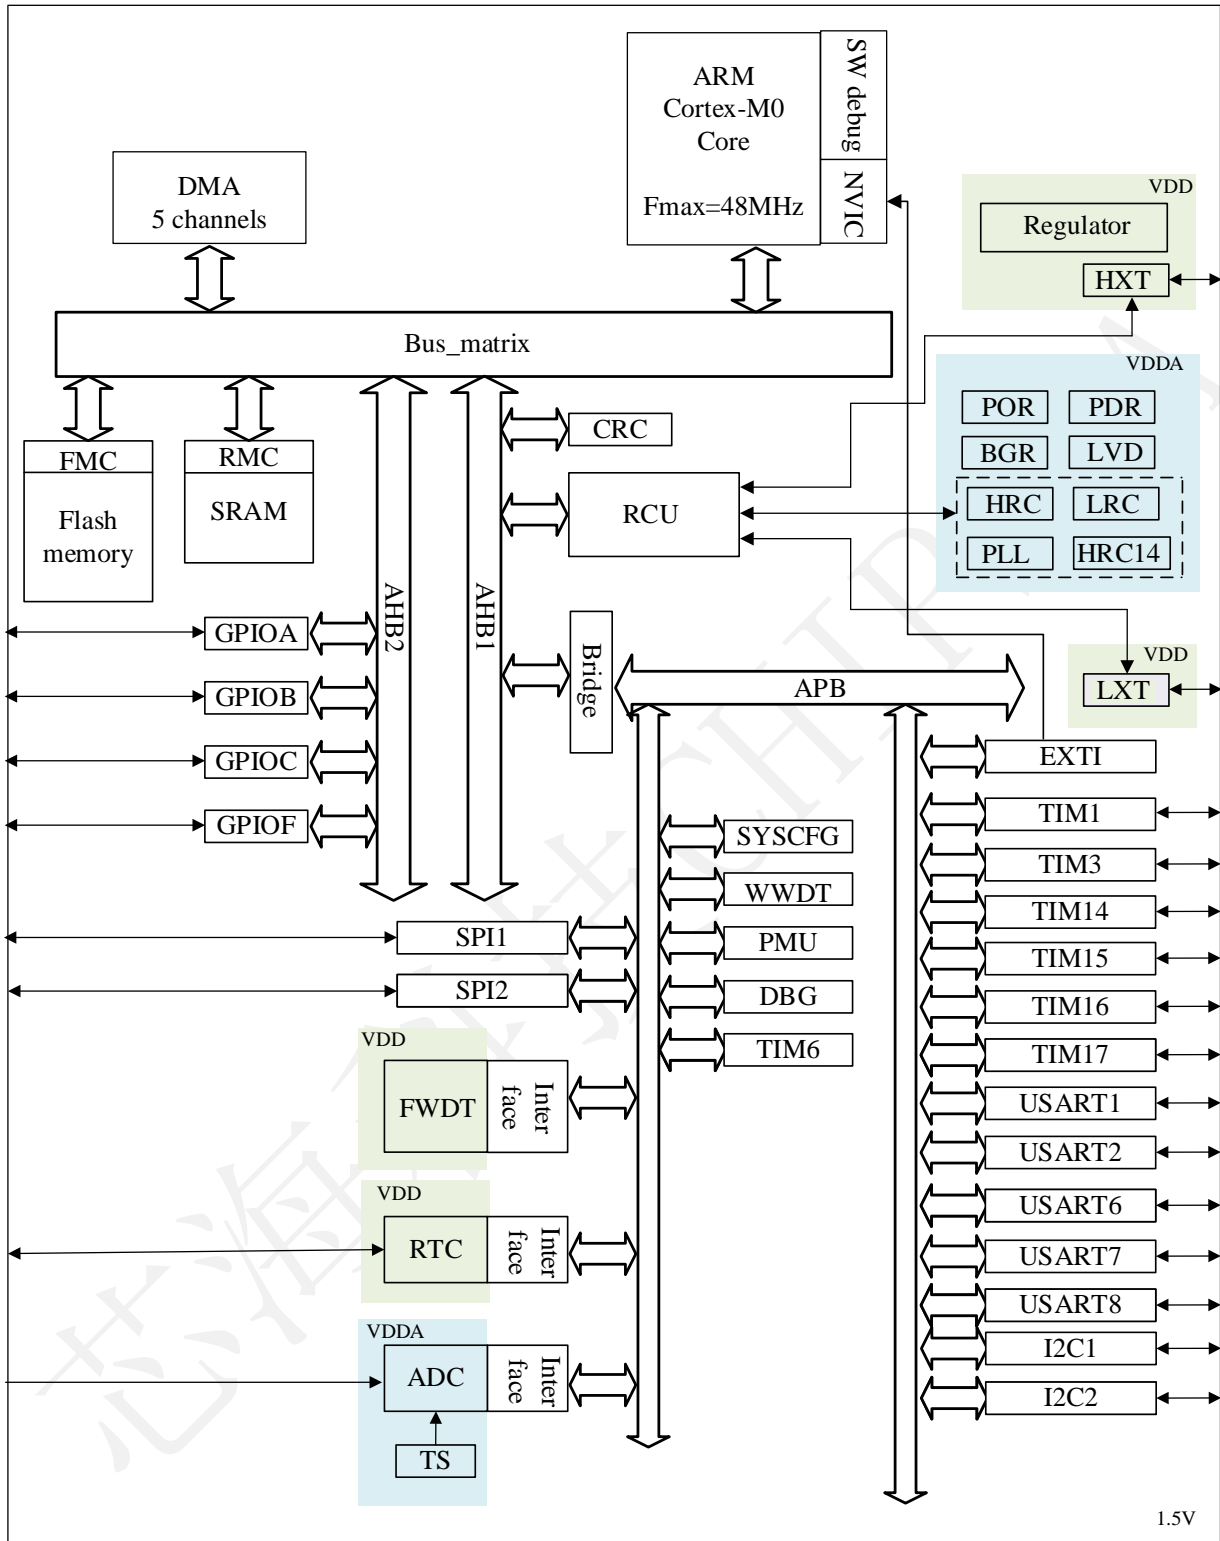 ARM
Cortex-M0
Core
Fmax=48MHz
SW debug
NVIC
DMA
5 channels
VDD
Regulator
HXT
Bus_matrix
VDDA
POR
PDR
BGR
LVD
HRC
LRC
PLL
HRC14
FMC
Flash
memory
RMC
SRAM
CRC
RCU
AHB2
AHB1
GPIOA
GPIOB
GPIOC
GPIOF
Bridge
APB
VDD
LXT
EXTI
TIM1
TIM3
TIM14
TIM15
TIM16
TIM17
USART1
USART2
USART6
USART7
USART8
I2C1
I2C2
SYSCFG
WWDT
PMU
DBG
TIM6
SPI1
SPI2
VDD
FWDT
Inter
face
VDD
RTC
Inter
face
VDDA
ADC
Inter
face
TS
1.5V